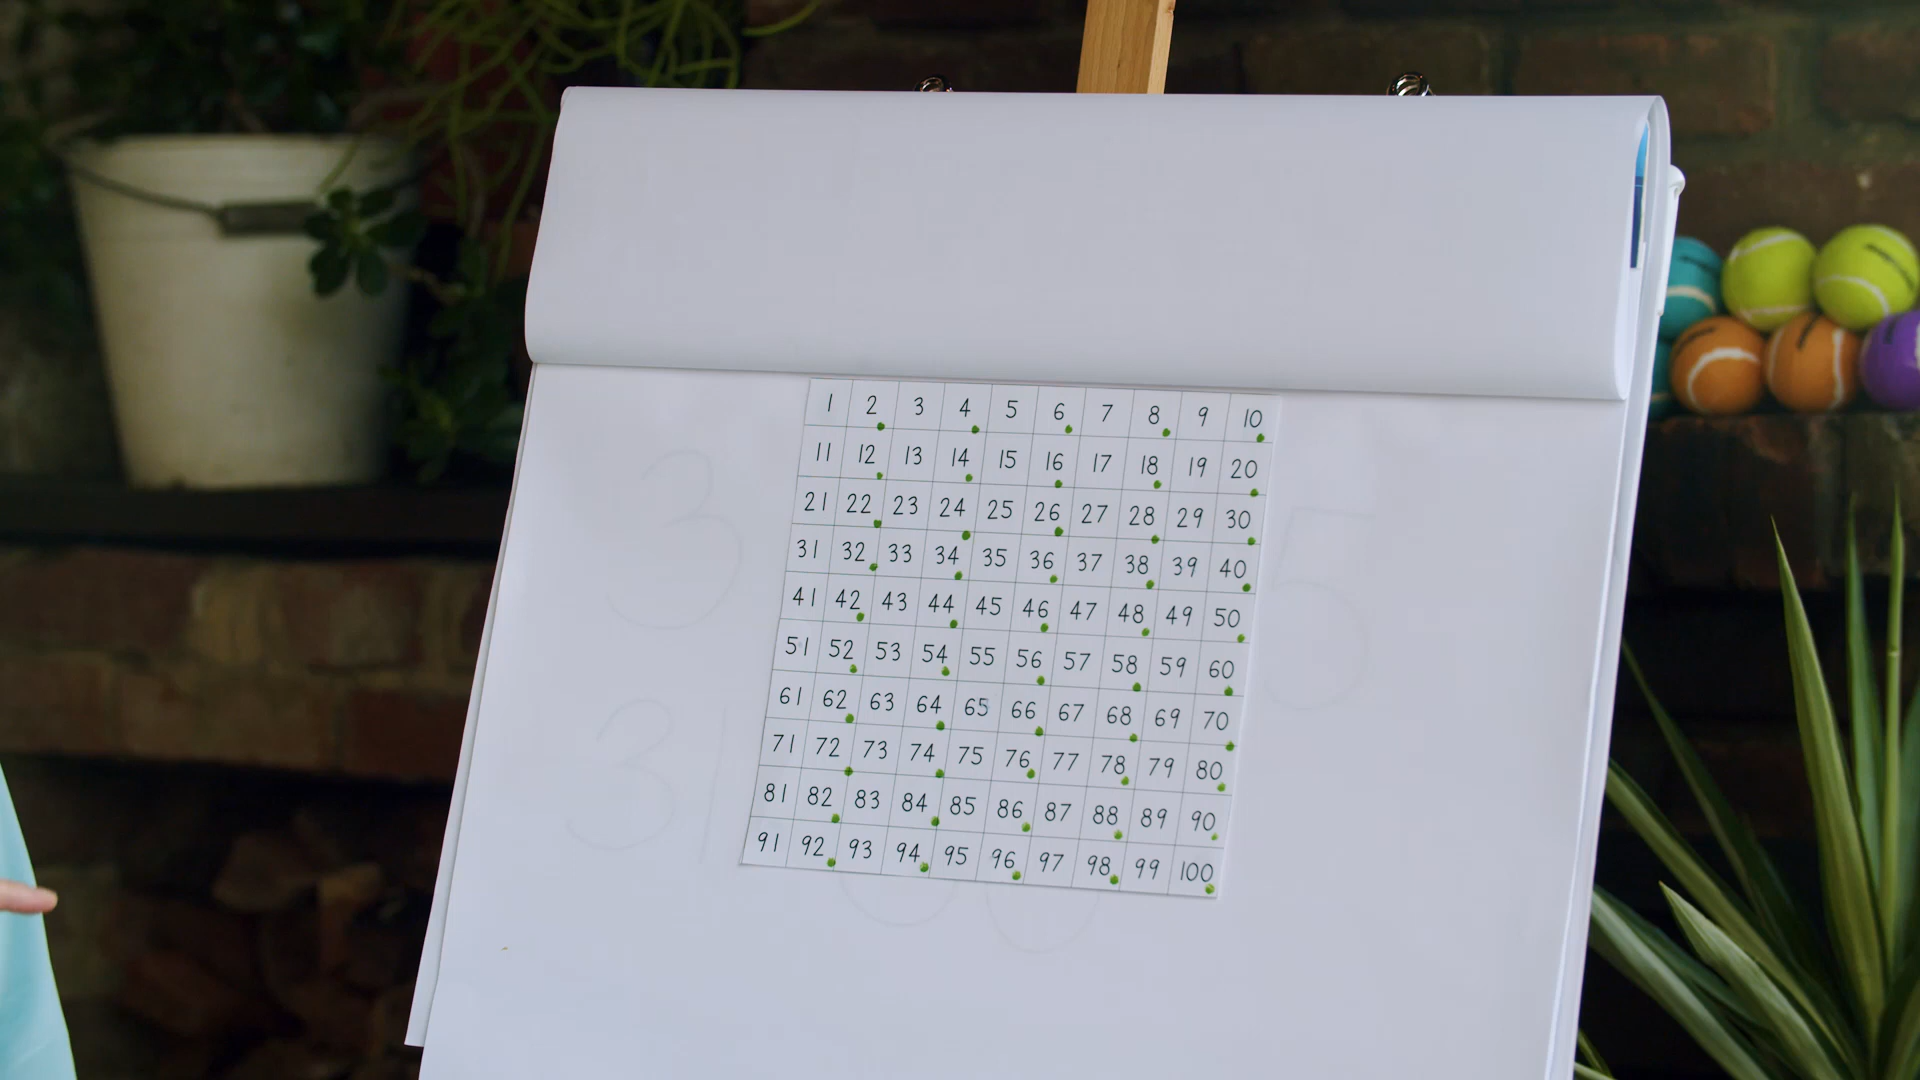 1 2 3 4 5 6 7 8 9 10
11 12 13 14 15 16 17 18 19 20
21 22 23 24 25 26 27 28 29 30
31 32 33 34 35 36 37 38 39 40
41 42 43 44 45 46 47 48 49 50
51 52 53 54 55 56 57 58 59 60
61 62 63 64 65 66 67 68 69 70
71 72 73 74 75 76 77 78 79 80
81 82 83 84 85 86 87 88 89 90
91 92 93 94 95 96 97 98 99 100